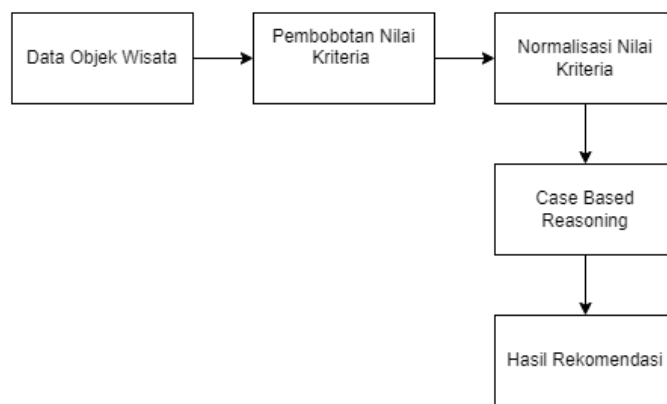 Data Objek Wisata
Pembobotan Nilai
Kriteria
Normalisasi Nilai
Kriteria
Case Based
Reasoning
Hasil Rekomendasi